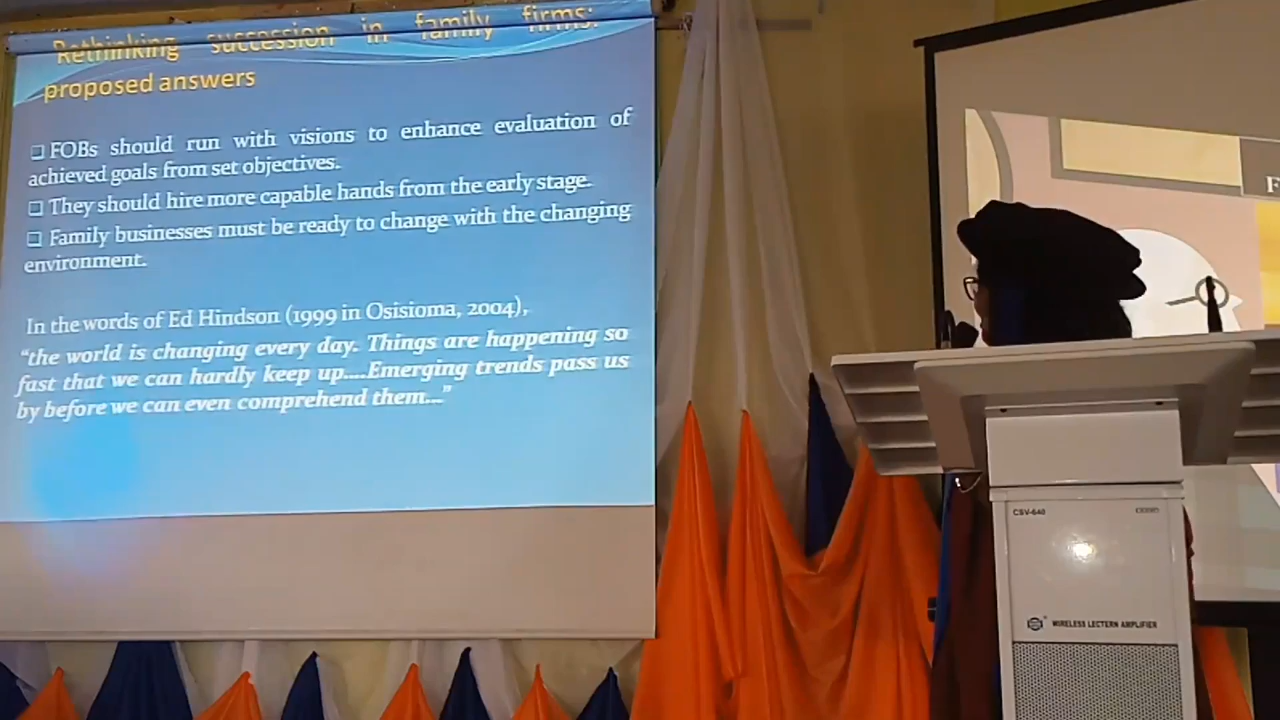 Rethinking succession in family firms:
proposed answers
❑ FOBs should run with visions to enhance evaluation of
achieved goals from set objectives.
❑ They should hire more capable hands from the early stage.
❑ Family businesses must be ready to change with the changing
environment.
In the words of Ed Hindson (1999 in Osisioma, 2004),
“the world is changing every day. Things are happening so
fast that we can hardly keep up....Emerging trends pass us
by before we can even comprehend them...”
F
CSV-640
WIRELESS LECTERN AMPLIFIER